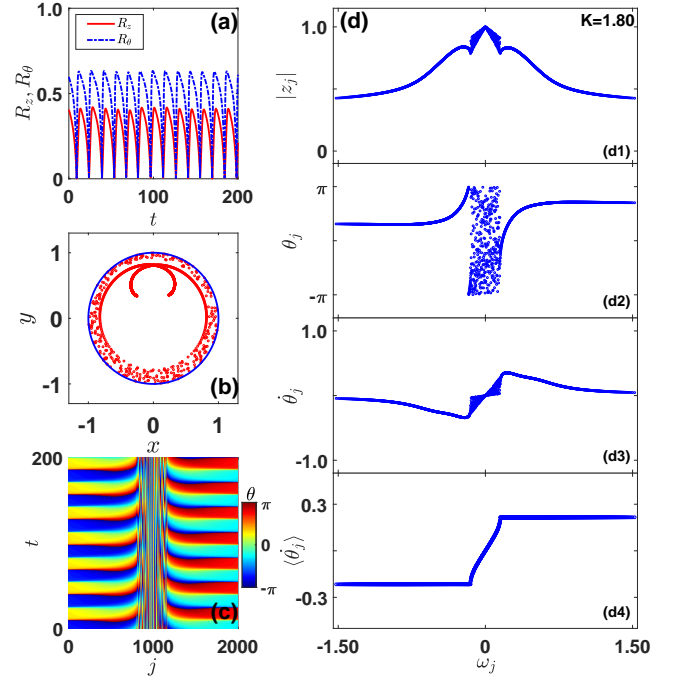 (a)
R_z
R_θ
R_z, R_θ
1.0
0.5
0
0
100
200
t
(b)
y
1
0
-1
-1
0
1
x
(c)
t
200
0
0
1000
2000
j
θ
π
0
-π
(d)
K=1.80
|z_j|
1.0
0
(d1)
θ_j
π
-π
(d2)
θ̇_j
1.0
-1.0
(d3)
⟨θ̇_j⟩
0.3
-0.3
(d4)
-1.50
0
1.50
ω_j